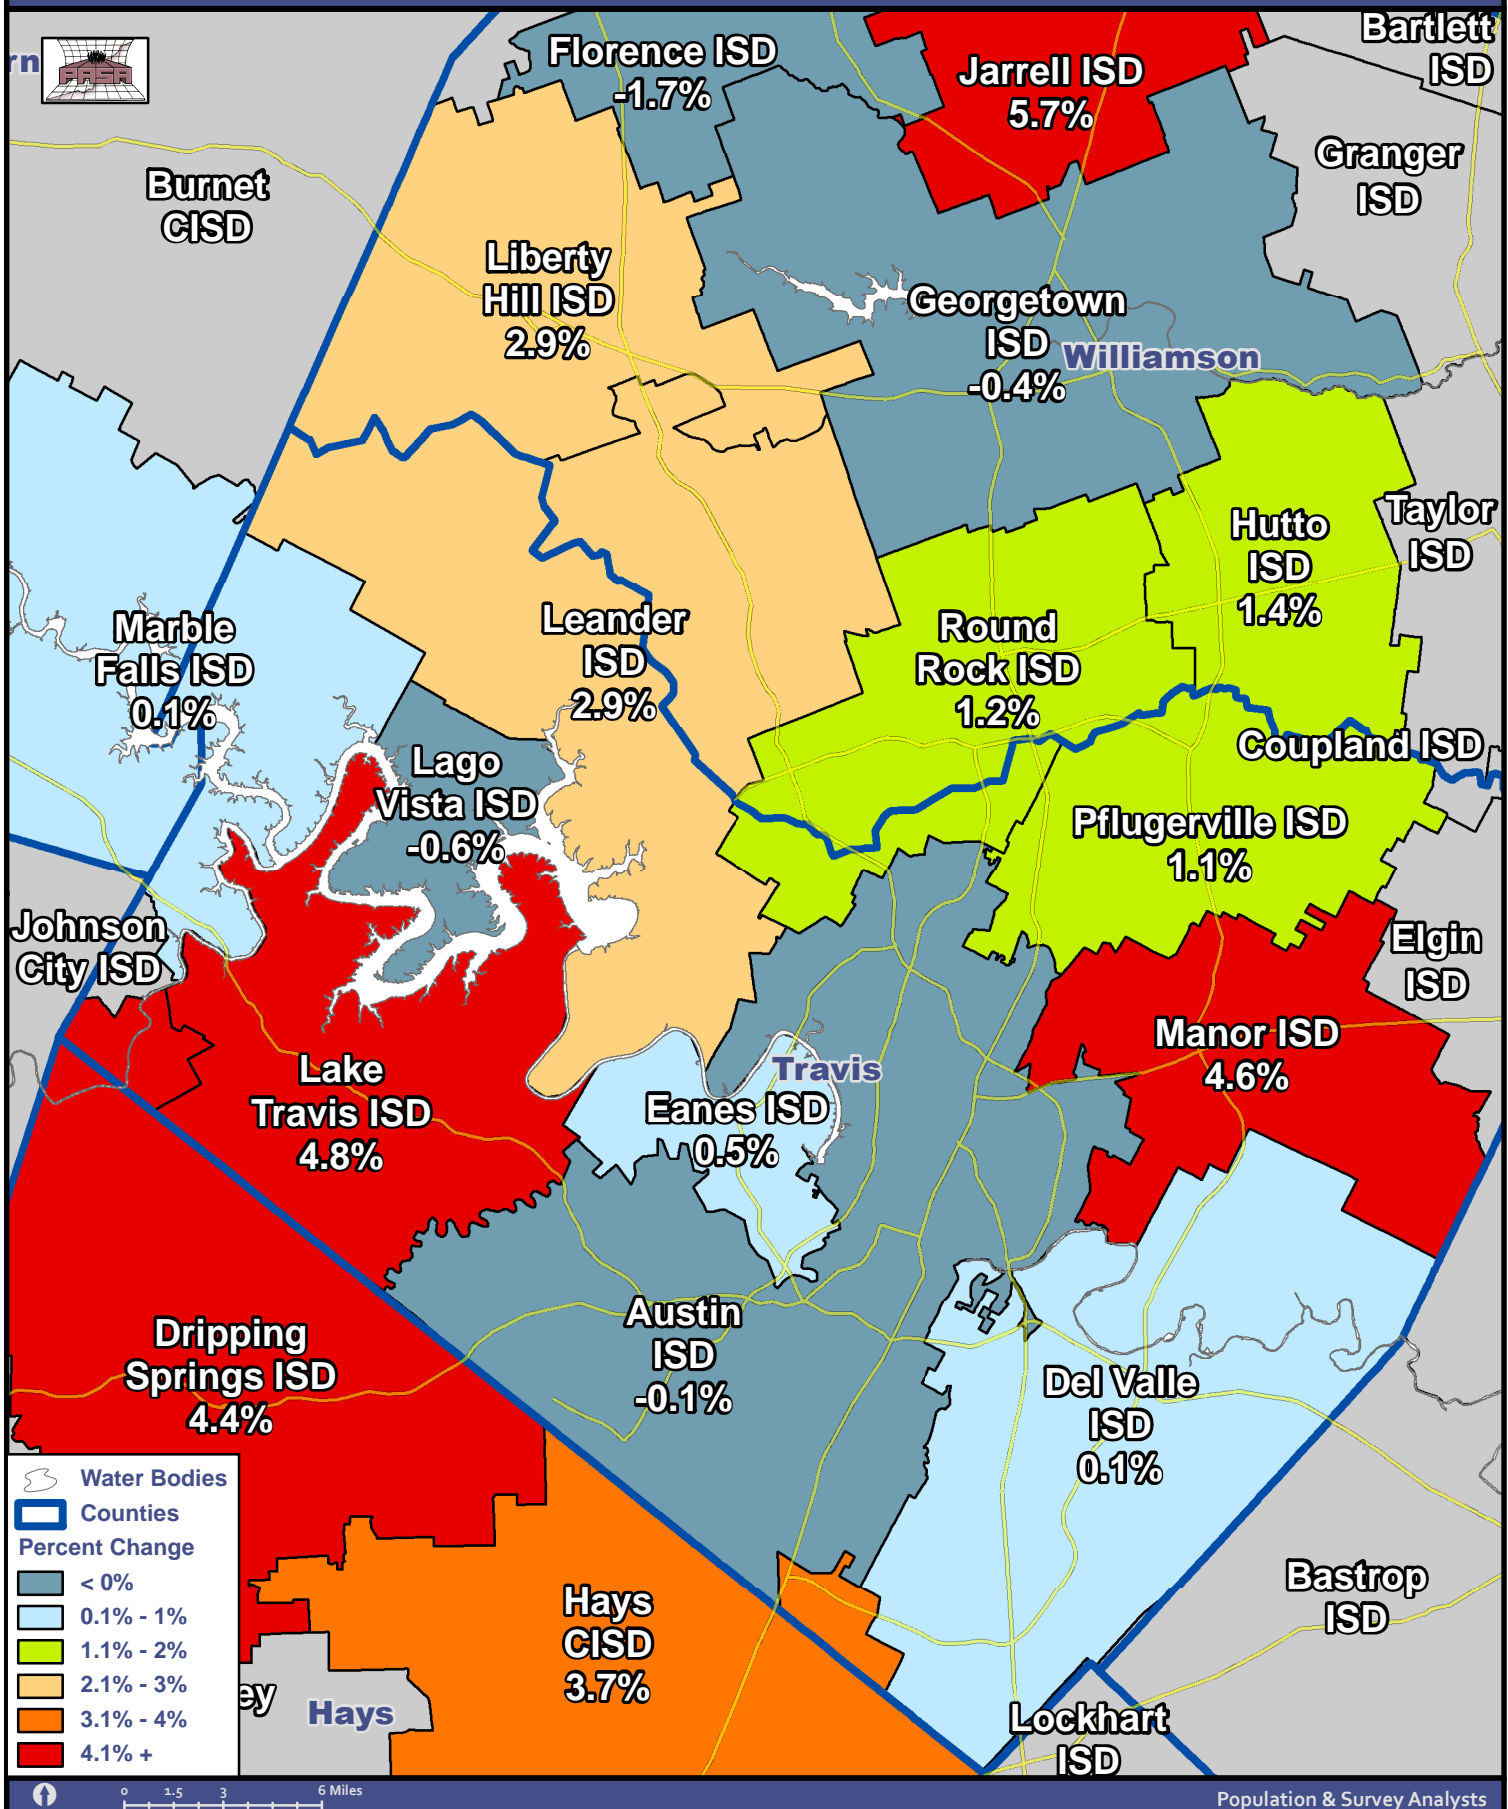 Florence ISD
-1.7%
Jarrell ISD
5.7%
Bartlett
ISD
rn
PASA
Burnet
CISD
Granger
ISD
Liberty
Hill ISD
2.9%
Georgetown
ISD
-0.4%
Williamson
Hutto
ISD
1.4%
Taylor
ISD
Marble
Falls ISD
0.1%
Leander
ISD
2.9%
Round
Rock ISD
1.2%
Coupland ISD
Lago
Vista ISD
-0.6%
Pflugerville ISD
1.1%
Johnson
City ISD
Elgin
ISD
Manor ISD
4.6%
Lake
Travis ISD
4.8%
Travis
Eanes ISD
0.5%
Dripping
Springs ISD
4.4%
Austin
ISD
-0.1%
Del Valle
ISD
0.1%
Hays
CISD
3.7%
Bastrop
ISD
ey
Hays
Lockhart
ISD
Water Bodies
Counties
Percent Change
< 0%
0.1% - 1%
1.1% - 2%
2.1% - 3%
3.1% - 4%
4.1% +
0 1.5 3 6 Miles
Population & Survey Analysts